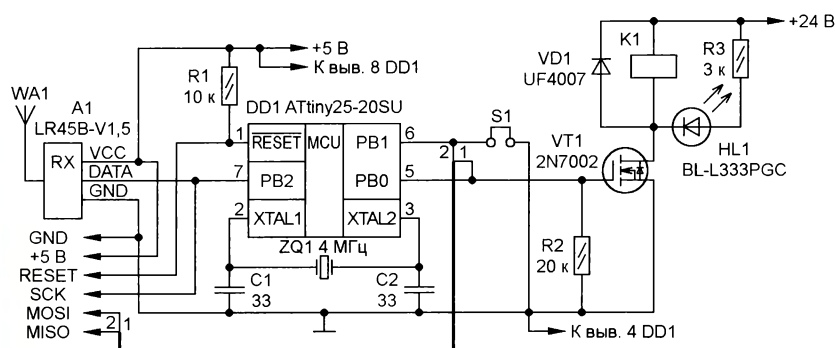 +5 В
К выв. 8 DD1
+24 В
K1
R3
3 к
VD1
UF4007
R1
10 к
WA1
A1
LR45B-V1,5
DD1 ATtiny25-20SU
S1
HL1
BL-L333PGC
VT1
2N7002
RX
VCC
DATA
GND
1
RESET
MCU
PB1
6
2
1
7
PB2
PB0
5
2
XTAL1
XTAL2
3
ZQ1 4 МГц
C1
33
C2
33
R2
20 к
GND
+5 В
RESET
SCK
MOSI
MISO
2
1
К выв. 4 DD1